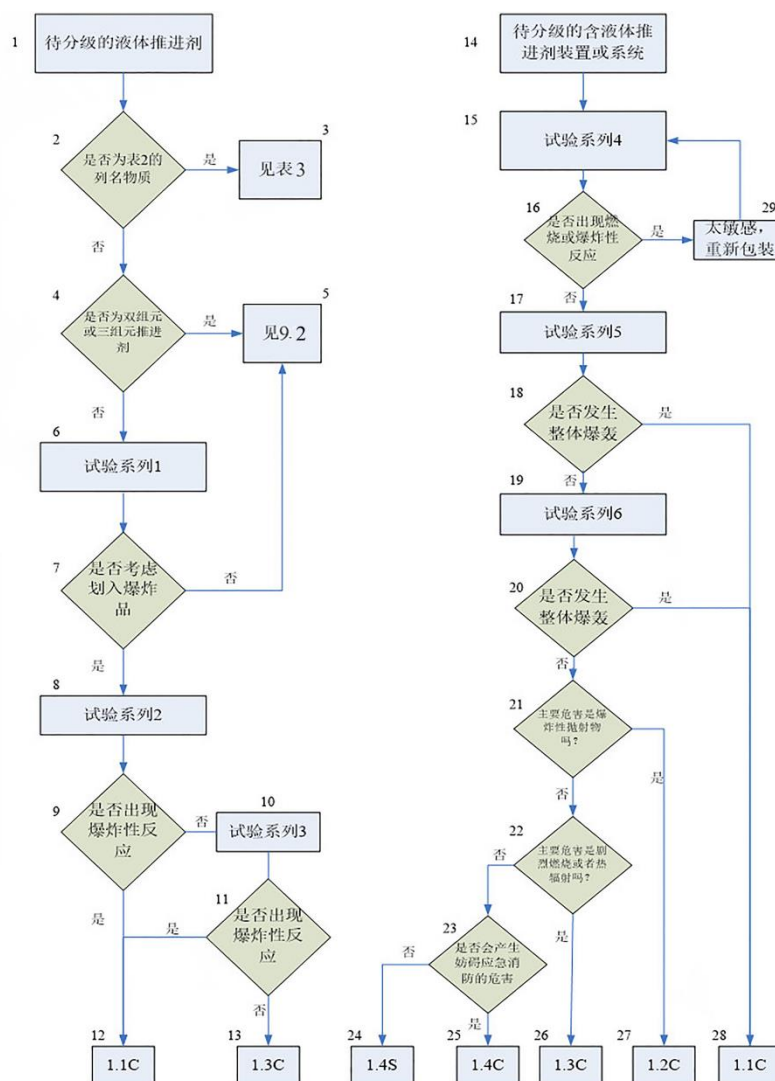 1
待分级的液体推进剂
2
是否为表2的
列名物质
是
3
见表3
否
4
是否为双组元
或三组元推进
剂
是
5
见9.2
否
6
试验系列1
7
是否考虑
划入爆炸
品
否
是
8
试验系列2
9
是否出现
爆炸性反
应
否
10
试验系列3
是
11
是否出现
爆炸性反
应
是
否
12
1.1C
13
1.3C
14
待分级的含液体推
进剂装置或系统
15
试验系列4
16
是否出现燃
烧或爆炸性
反应
是
29
太敏感，
重新包装
否
17
试验系列5
18
是否发生
整体爆轰
是
否
19
试验系列6
20
是否发生
整体爆轰
是
否
21
主要危害是爆
炸性抛射物
吗?
是
否
22
主要危害是剧
烈燃烧或者热
辐射吗?
否
是
23
是否会产生
妨碍应急消
防的危害
否
是
24
1.4S
25
1.4C
26
1.3C
27
1.2C
28
1.1C